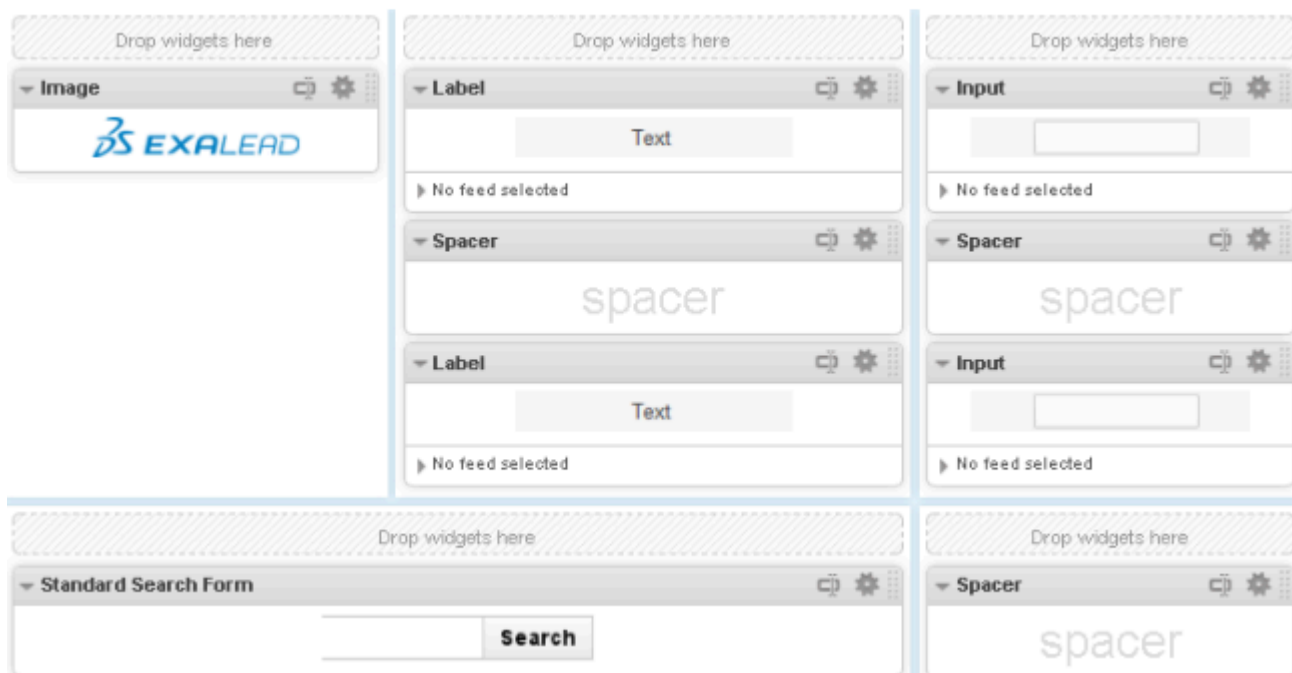 Drop widgets here
Image
3DS EXALEAD
Drop widgets here
Label
Text
No feed selected
Spacer
spacer
Label
Text
No feed selected
Drop widgets here
Input
No feed selected
Spacer
spacer
Input
No feed selected
Drop widgets here
Standard Search Form
Search
Drop widgets here
Spacer
spacer